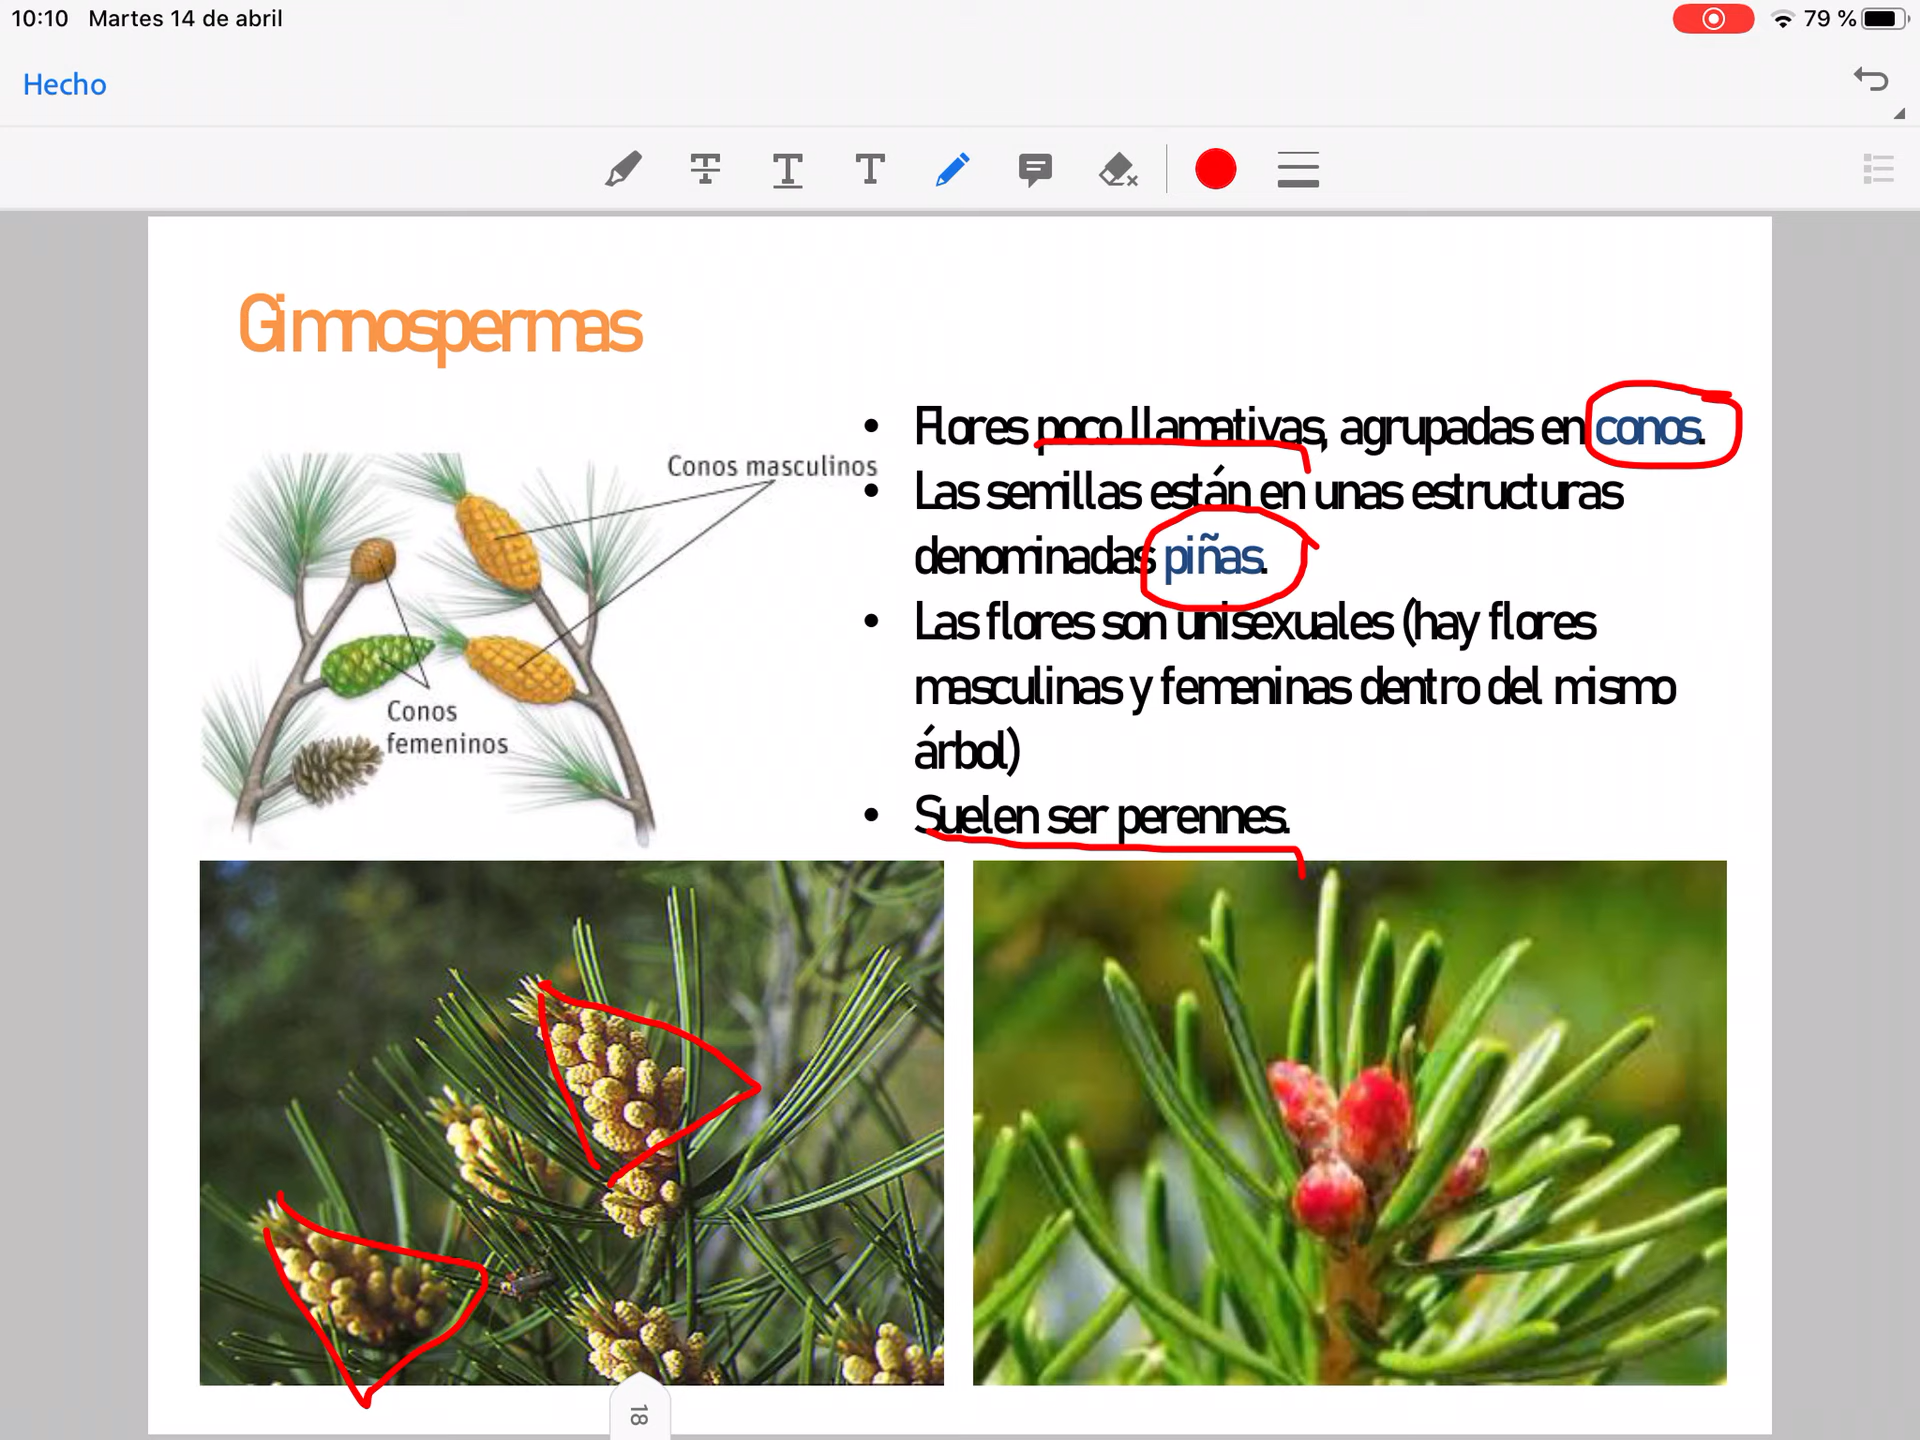 10:10 Martes 14 de abril
79 %
Hecho
Gimnospermas
• Flores poco llamativas, agrupadas en conos.
• Las semillas están en unas estructuras
denominadas piñas.
• Las flores son unisexuales (hay flores
masculinas y femeninas dentro del mismo
árbol)
• Suelen ser perennes.
Conos masculinos
Conos
femeninos
18